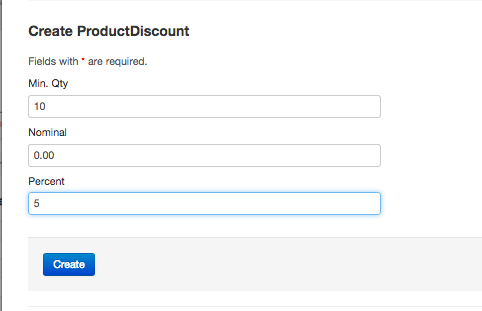 Create ProductDiscount
Fields with * are required.
Min. Qty
10
Nominal
0.00
Percent
5
Create